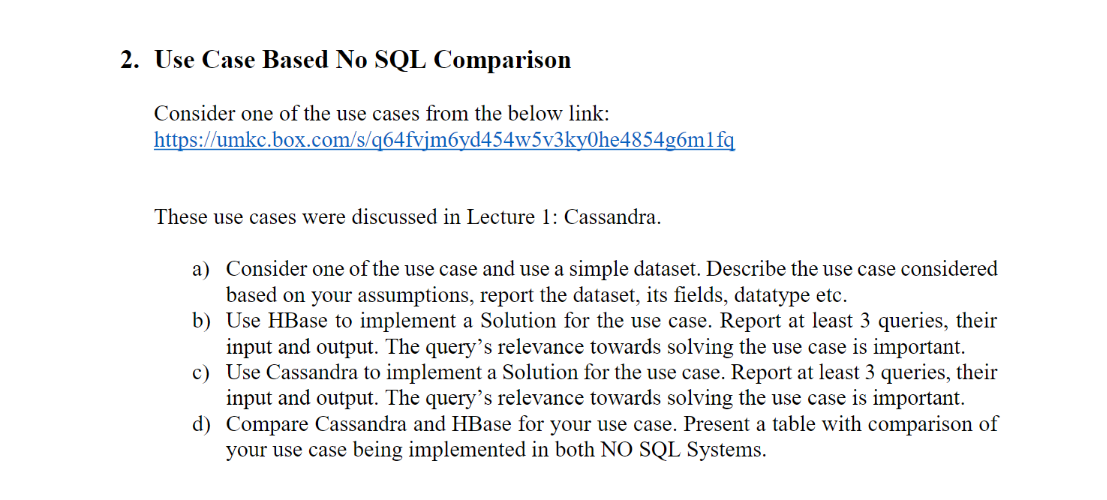 2. Use Case Based No SQL Comparison
Consider one of the use cases from the below link:
https://umkc.box.com/s/q64fvjm6yd454w5v3ky0he4854g6m1fq
These use cases were discussed in Lecture 1: Cassandra.
a) Consider one of the use case and use a simple dataset. Describe the use case considered
based on your assumptions, report the dataset, its fields, datatype etc.
b) Use HBase to implement a Solution for the use case. Report at least 3 queries, their
input and output. The query’s relevance towards solving the use case is important.
c) Use Cassandra to implement a Solution for the use case. Report at least 3 queries, their
input and output. The query’s relevance towards solving the use case is important.
d) Compare Cassandra and HBase for your use case. Present a table with comparison of
your use case being implemented in both NO SQL Systems.